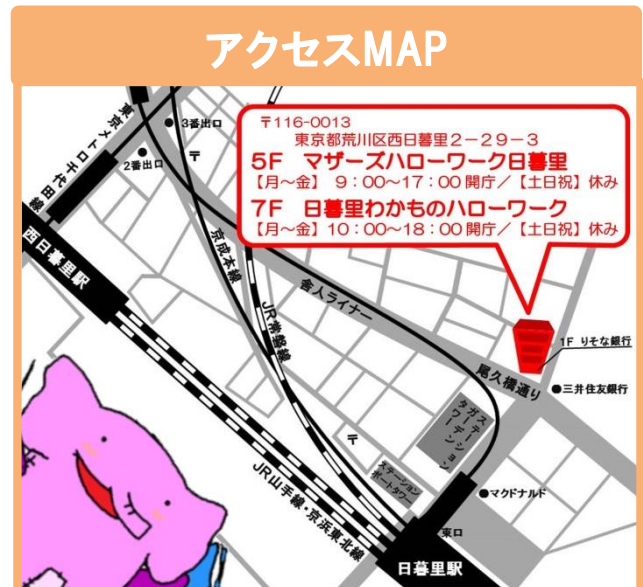 アクセスMAP
〒116-0013
東京都荒川区西日暮里2-29-3
5F マザーズハローワーク日暮里
【月~金】 9:00~17:00 開庁/【土日祝】休み
7F 日暮里わかものハローワーク
【月~金】10:00~18:00 開庁/【土日祝】休み
東京メトロ千代田線
3番出口
2番出口
〒
西日暮里駅
京成本線
JR常磐線
舎人ライナー
1F りそな銀行
尾久橋通り
三井住友銀行
ステーション
ガーデン
タワー
ステーション
ポートタワー
マクドナルド
JR山手線・京浜東北線
東口
日暮里駅